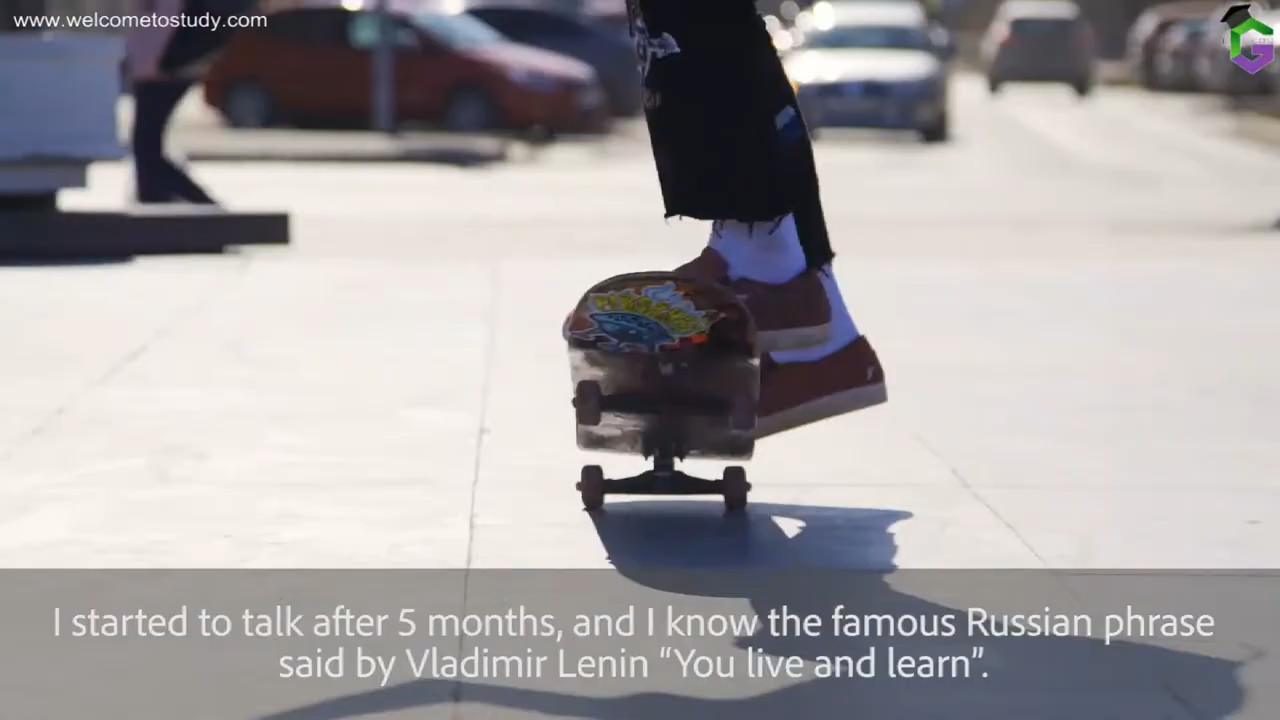 www.welcometostudy.com
I started to talk after 5 months, and I know the famous Russian phrase
said by Vladimir Lenin “You live and learn”.